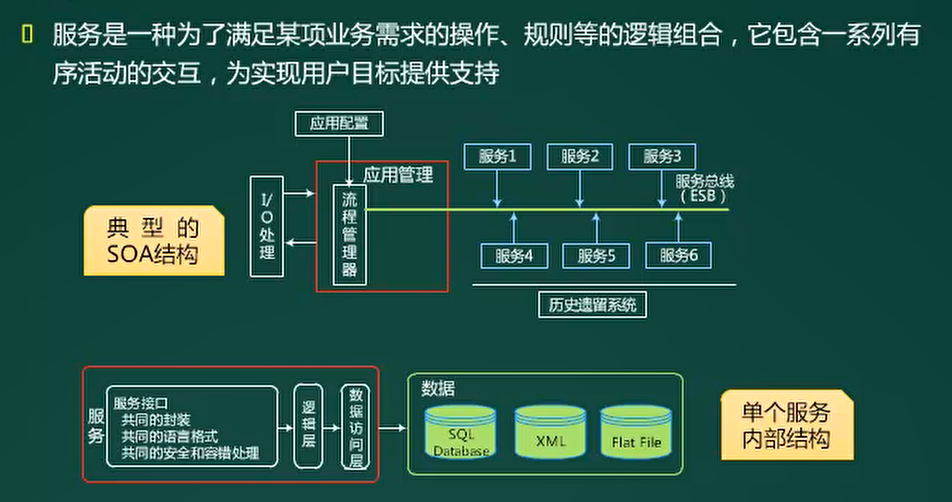 服务是一种为了满足某项业务需求的操作、规则等的逻辑组合，它包含一系列有
序活动的交互，为实现用户目标提供支持
应用配置
应用管理
I/O处理
流程管理器
服务1
服务2
服务3
服务总线
（ESB）
服务4
服务5
服务6
历史遗留系统
典型的
SOA结构
服务
服务接口
共同的封装
共同的语言格式
共同的安全和容错处理
逻辑层
数据访问层
数据
SQL
Database
XML
Flat File
单个服务
内部结构